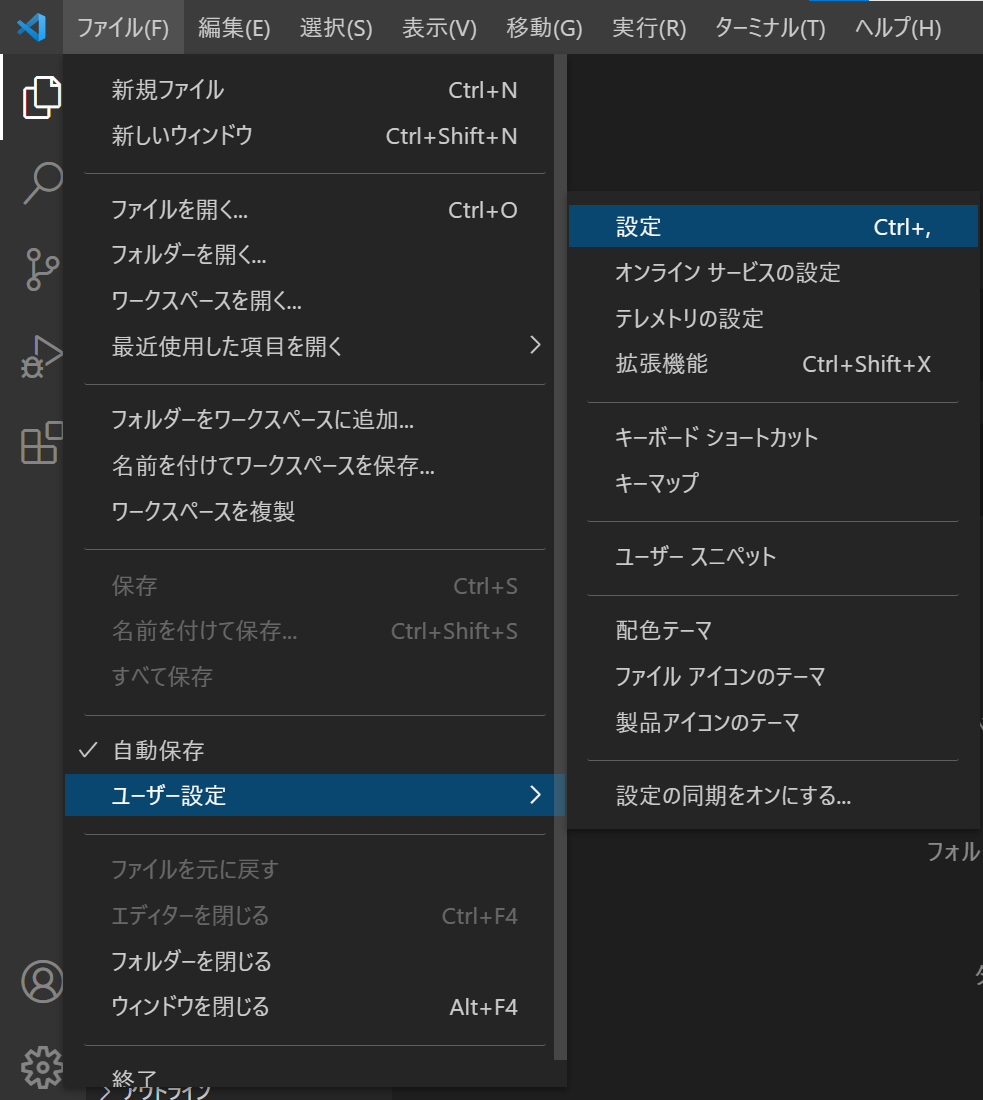 ファイル(F) 編集(E) 選択(S) 表示(V) 移動(G) 実行(R) ターミナル(T) ヘルプ(H)
新規ファイル Ctrl+N
新しいウィンドウ Ctrl+Shift+N
ファイルを開く... Ctrl+O
フォルダーを開く...
ワークスペースを開く...
最近使用した項目を開く
フォルダーをワークスペースに追加...
名前を付けてワークスペースを保存...
ワークスペースを複製
保存 Ctrl+S
名前を付けて保存... Ctrl+Shift+S
すべて保存
自動保存
ユーザー設定
ファイルを元に戻す
エディターを閉じる Ctrl+F4
フォルダーを閉じる
ウィンドウを閉じる Alt+F4
終了
アウトライン
設定 Ctrl+,
オンライン サービスの設定
テレメトリの設定
拡張機能 Ctrl+Shift+X
キーボード ショートカット
キーマップ
ユーザー スニペット
配色テーマ
ファイル アイコンのテーマ
製品アイコンのテーマ
設定の同期をオンにする...
フォル